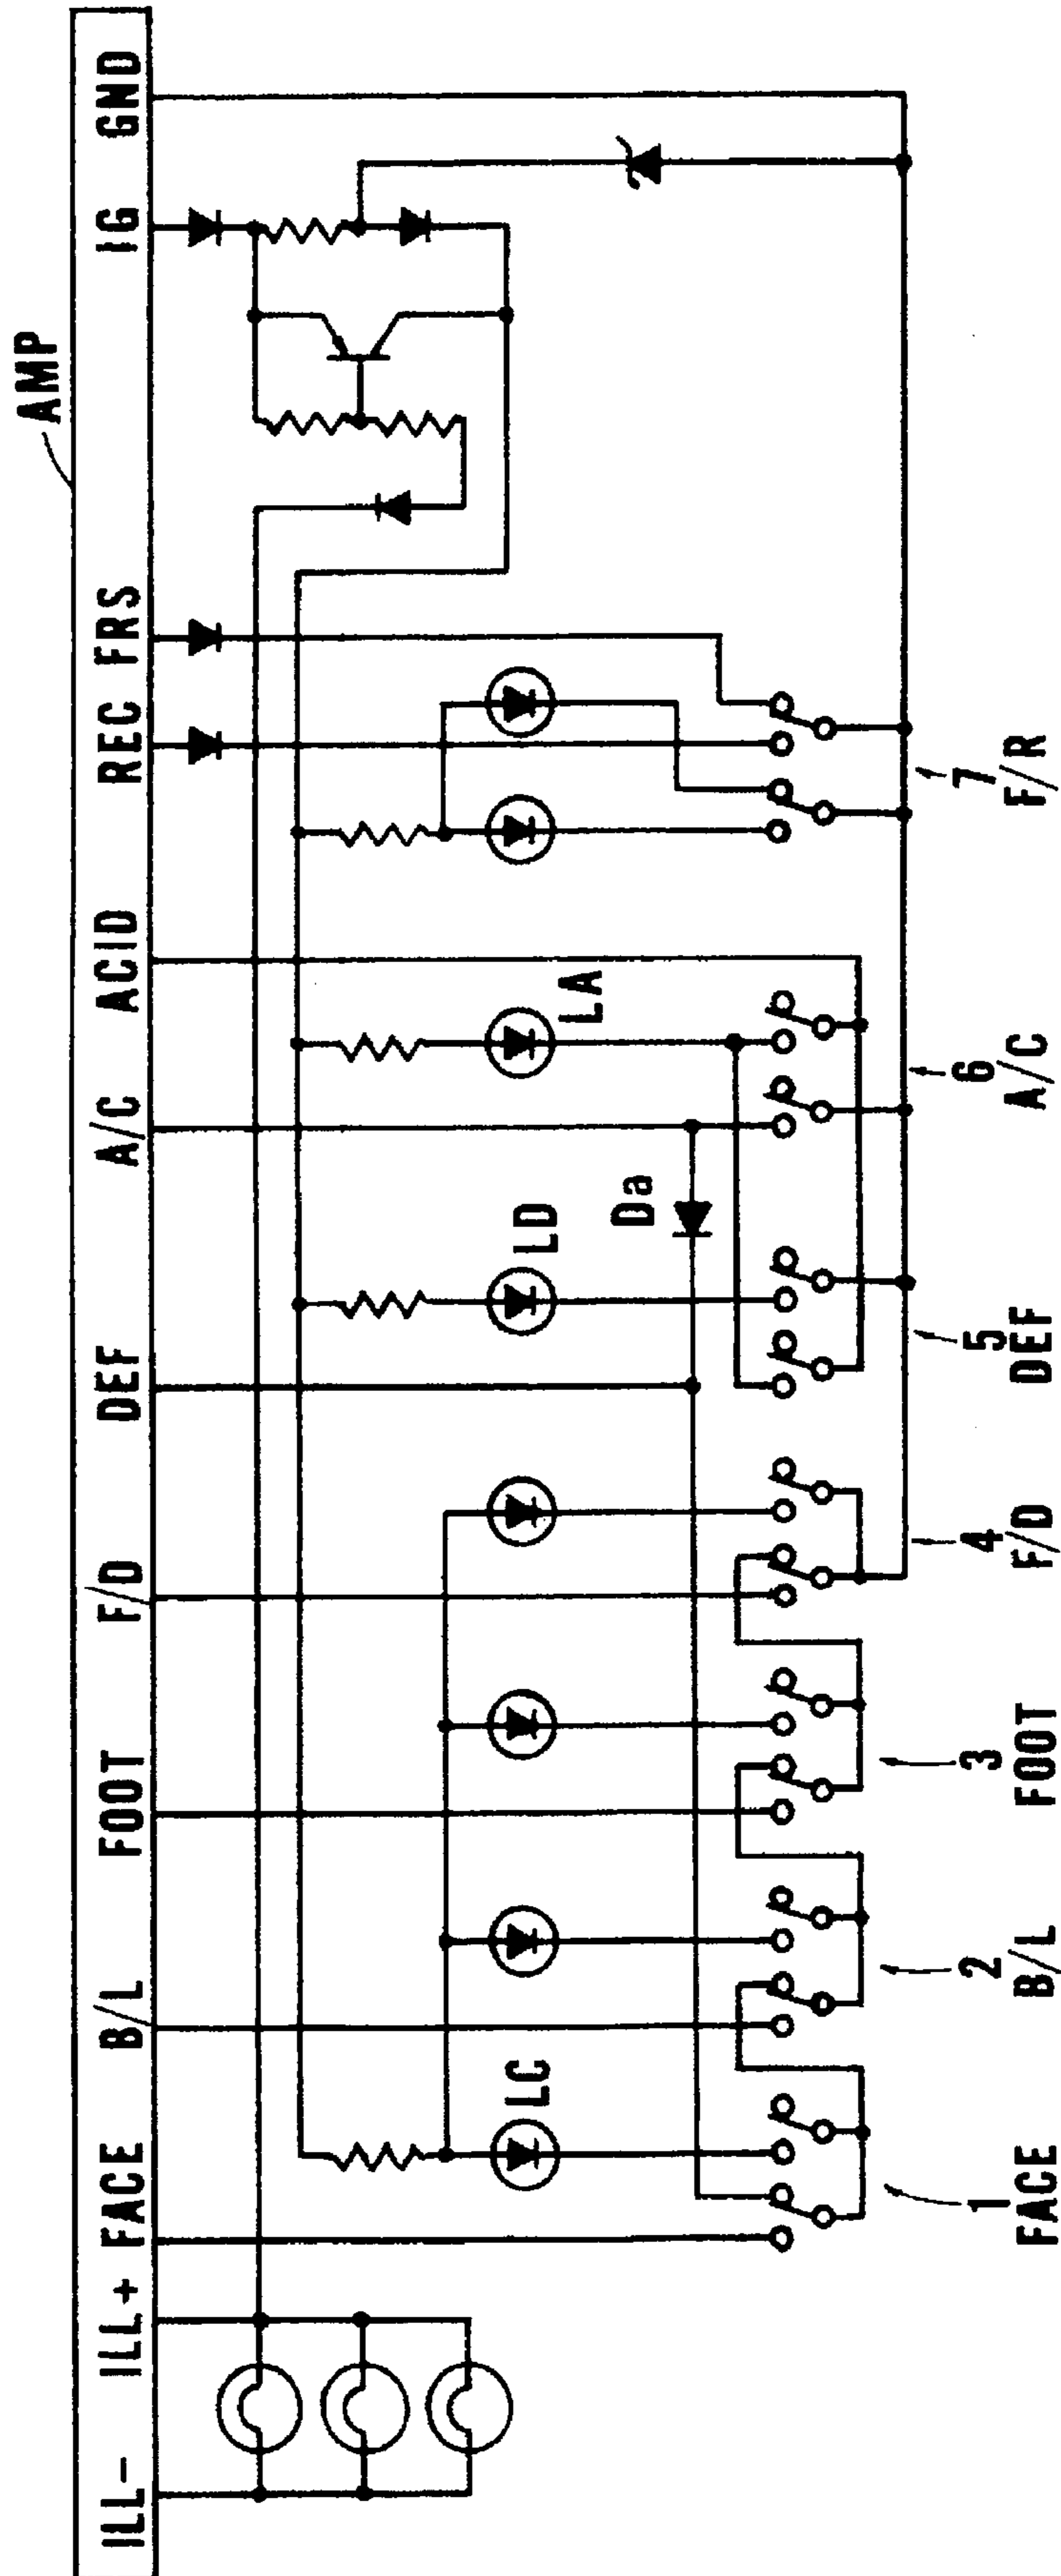 AMP
ILL- ILL+ FACE B/L FOOT F/D DEF A/C ACID REC FRS IG GND
LC LD LA
Da
1 2 3 4 5 6 7
FACE B/L FOOT F/D DEF A/C F/R